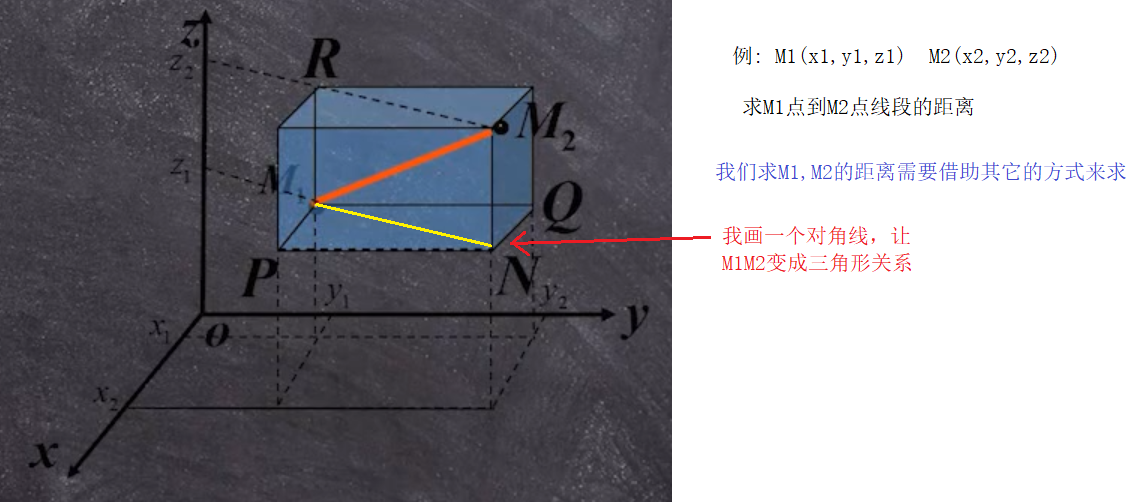 例: M1(x1,y1,z1) M2(x2,y2,z2)
求M1点到M2点线段的距离
我们求M1,M2的距离需要借助其它的方式来求
我画一个对角线，让
M1M2变成三角形关系
z
z2
R
M2
z1
M1
Q
P
N
y1
y2
x1
o
y
x2
x